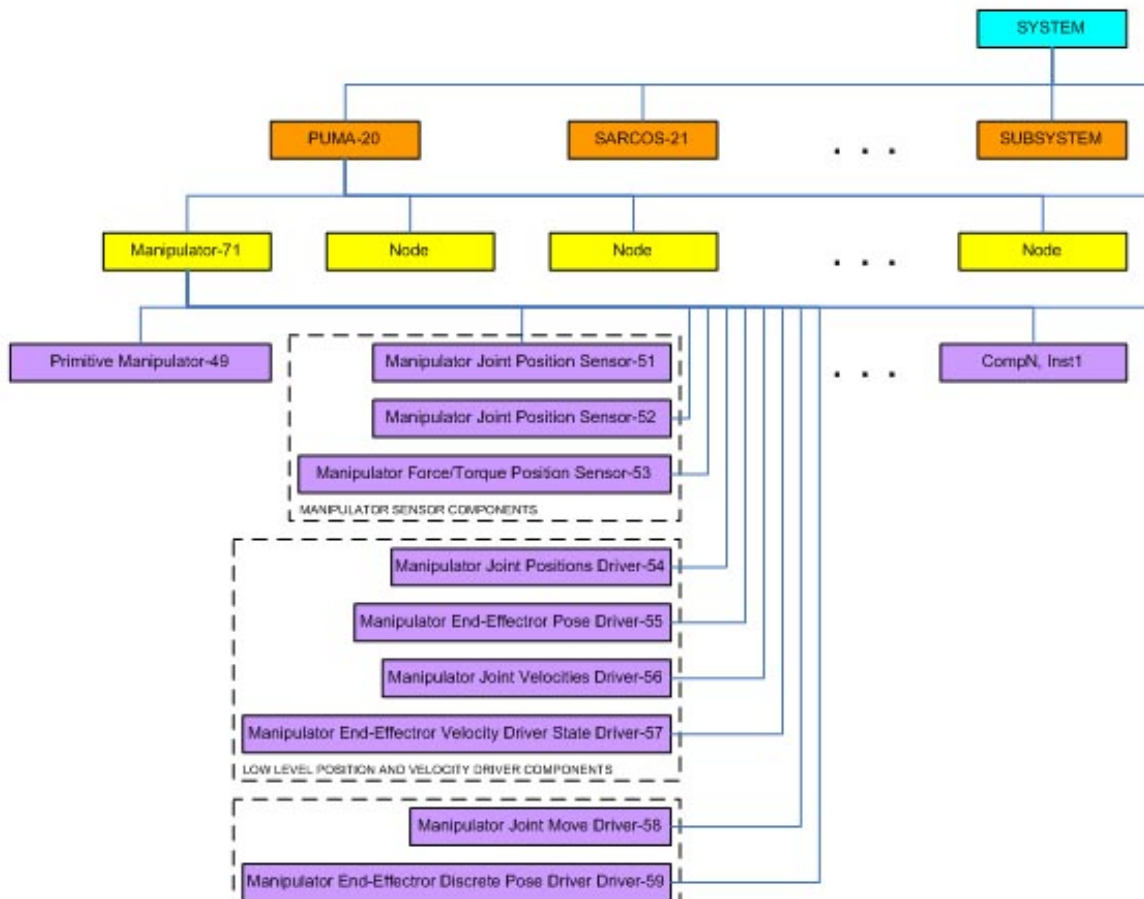 SYSTEM
PUMA-20
SARCOS-21
. . .
SUBSYSTEM
Manipulator-71
Node
Node
. . .
Node
Primitive Manipulator-49
Manipulator Joint Position Sensor-51
. . .
CompN, Inst1
Manipulator Joint Position Sensor-52
Manipulator Force/Torque Position Sensor-53
MANIPULATOR SENSOR COMPONENTS
Manipulator Joint Positions Driver-54
Manipulator End-Effectror Pose Driver-55
Manipulator Joint Velocities Driver-56
Manipulator End-Effectror Velocity Driver State Driver-57
LOW LEVEL POSITION AND VELOCITY DRIVER COMPONENTS
Manipulator Joint Move Driver-58
Manipulator End-Effectror Discrete Pose Driver Driver-59